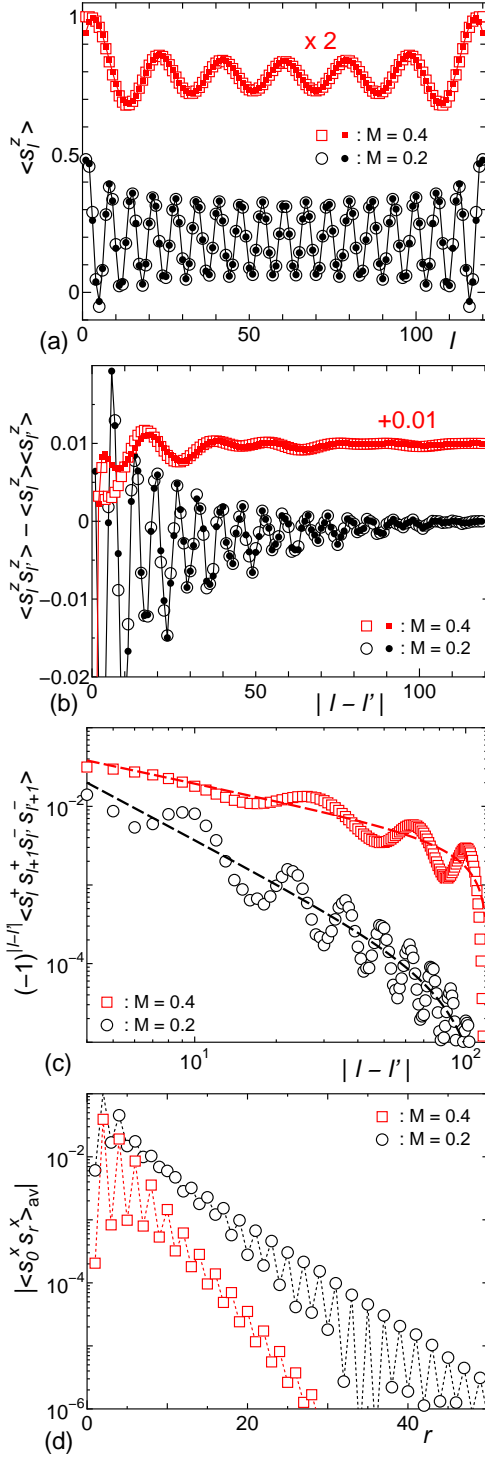 1
x 2
<s_l^z>
0.5
: M = 0.4
: M = 0.2
0
0 50 100 l
(a)
+0.01
0.01
<s_l^z s_l'^z> − <s_l^z><s_l'^z>
0
−0.01
: M = 0.4
: M = 0.2
−0.02
0 50 100
(b) | l − l' |
10^−2
(−1)^|l−l'| <s_l^+ s_l+1^+ s_l'^− s_l'+1^−>
10^−4
: M = 0.4
: M = 0.2
(c) 10^1 | l − l' | 10^2
: M = 0.4
: M = 0.2
10^−2
|<s_0^x s_r^x>_av|
10^−4
10^−6
0 20 40
(d) r